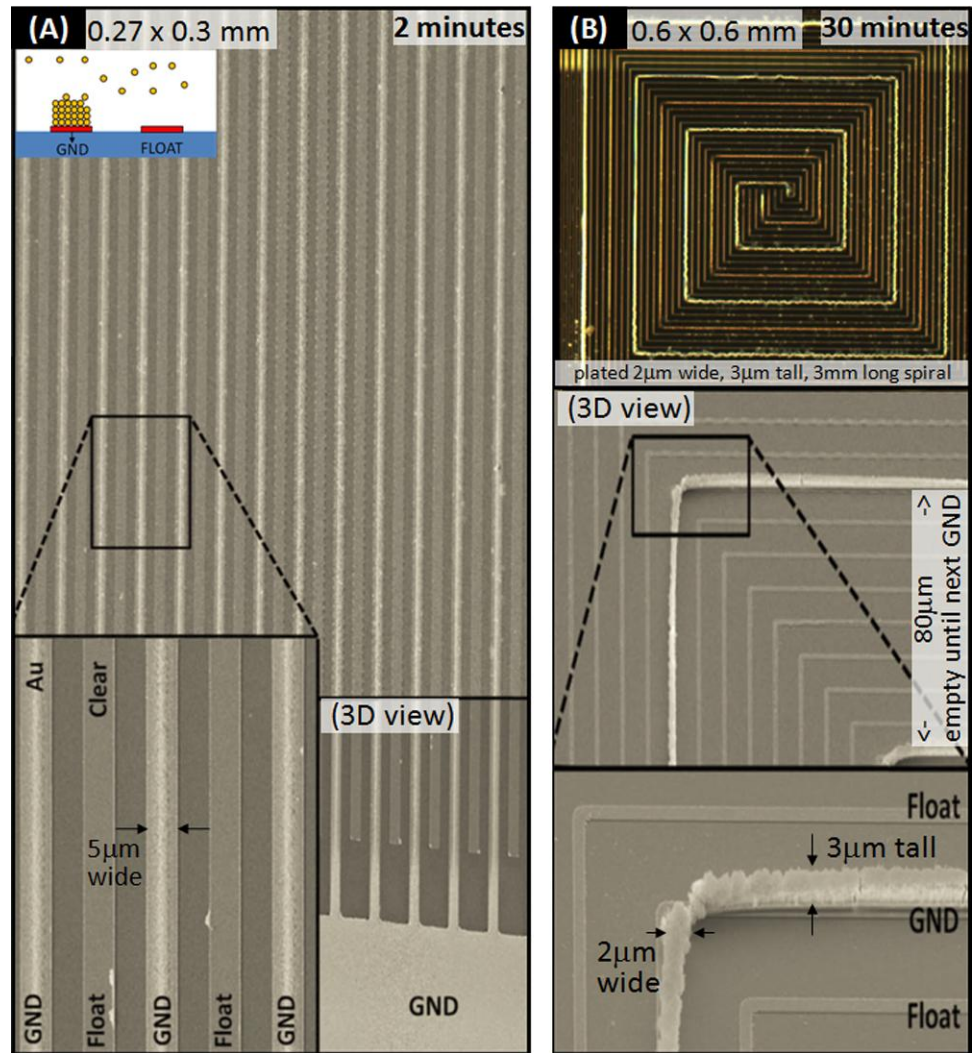 (A) 0.27 x 0.3 mm 2 minutes
GND FLOAT
Au
Clear
5μm
wide
GND
Float
GND
Float
GND
(3D view)
GND
(B) 0.6 x 0.6 mm 30 minutes
plated 2μm wide, 3μm tall, 3mm long spiral
(3D view)
<- 80μm ->
empty until next GND
Float
3μm tall
GND
2μm
wide
Float